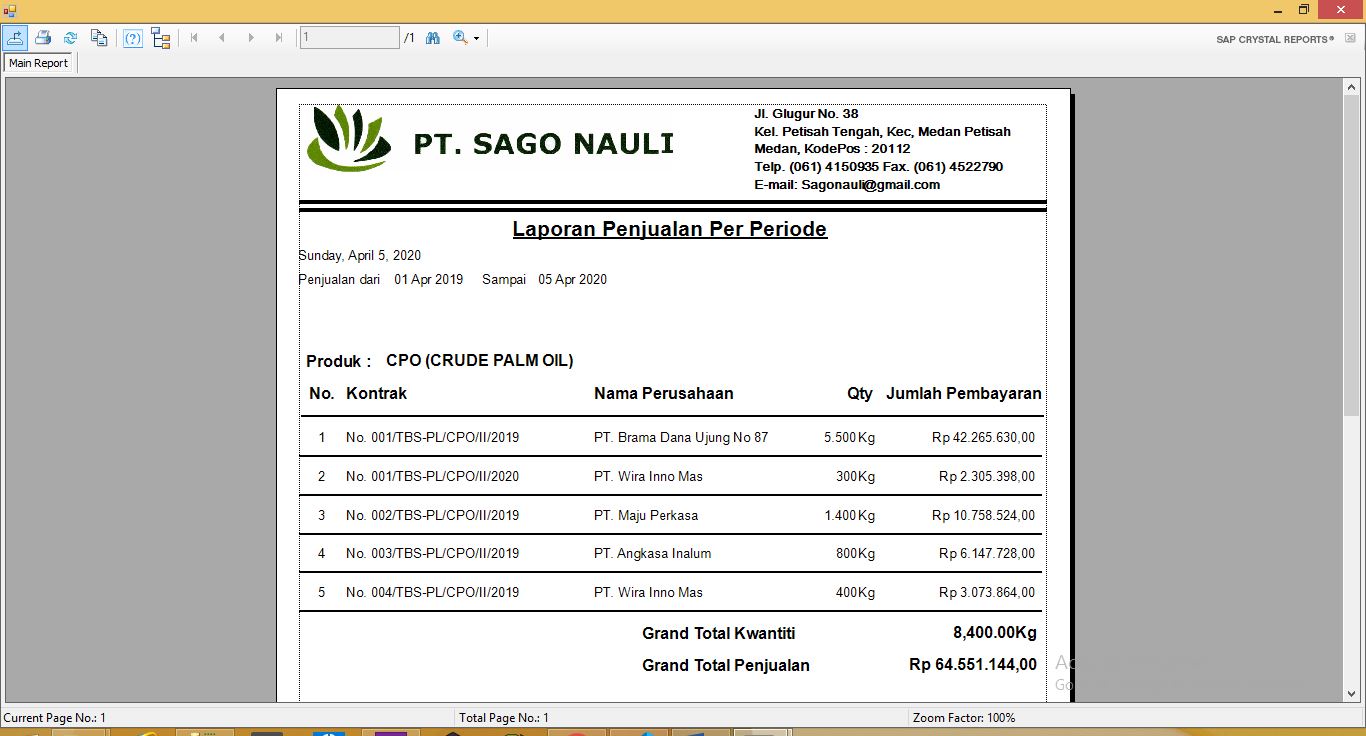 1 /1
SAP CRYSTAL REPORTS®
Main Report
PT. SAGO NAULI
Jl. Glugur No. 38
Kel. Petisah Tengah, Kec, Medan Petisah
Medan, KodePos : 20112
Telp. (061) 4150935 Fax. (061) 4522790
E-mail: Sagonauli@gmail.com
Laporan Penjualan Per Periode
Sunday, April 5, 2020
Penjualan dari 01 Apr 2019 Sampai 05 Apr 2020
Produk : CPO (CRUDE PALM OIL)
No. Kontrak Nama Perusahaan Qty Jumlah Pembayaran
1 No. 001/TBS-PL/CPO/II/2019 PT. Brama Dana Ujung No 87 5.500Kg Rp 42.265.630,00
2 No. 001/TBS-PL/CPO/II/2020 PT. Wira Inno Mas 300Kg Rp 2.305.398,00
3 No. 002/TBS-PL/CPO/II/2019 PT. Maju Perkasa 1.400Kg Rp 10.758.524,00
4 No. 003/TBS-PL/CPO/II/2019 PT. Angkasa Inalum 800Kg Rp 6.147.728,00
5 No. 004/TBS-PL/CPO/II/2019 PT. Wira Inno Mas 400Kg Rp 3.073.864,00
Grand Total Kwantiti 8,400.00Kg
Grand Total Penjualan Rp 64.551.144,00
Current Page No.: 1 Total Page No.: 1 Zoom Factor: 100%